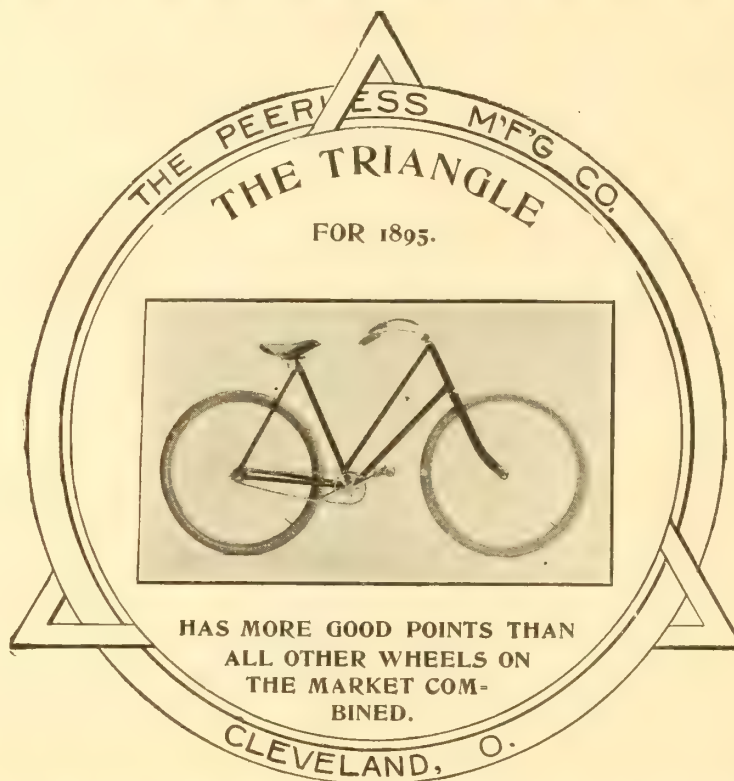 THE PEERLESS M'F'G CO.
THE TRIANGLE
FOR 1895.
HAS MORE GOOD POINTS THAN
ALL OTHER WHEELS ON
THE MARKET COM-
BINED.
CLEVELAND, O.